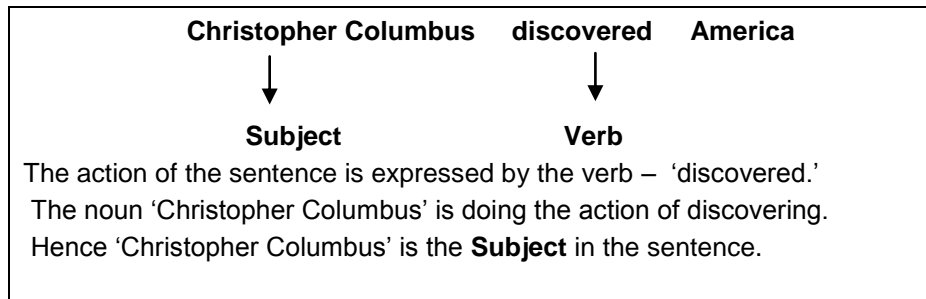 Christopher Columbus discovered America
Subject Verb
The action of the sentence is expressed by the verb – ‘discovered.’
The noun ‘Christopher Columbus’ is doing the action of discovering.
Hence ‘Christopher Columbus’ is the Subject in the sentence.